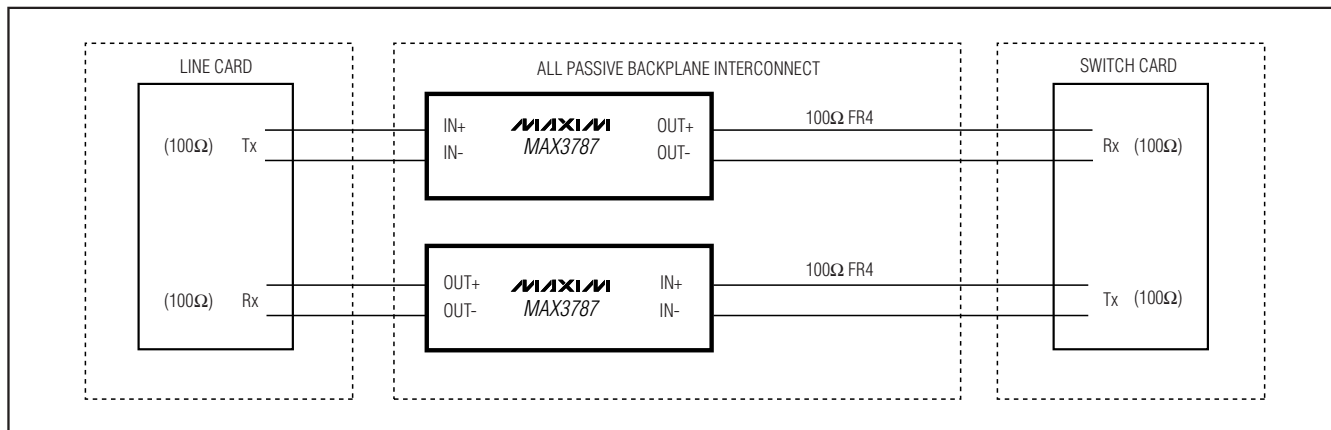 LINE CARD
ALL PASSIVE BACKPLANE INTERCONNECT
SWITCH CARD
(100Ω) Tx
IN+
IN-
MAXIM
MAX3787
OUT+
OUT-
100Ω FR4
Rx (100Ω)
(100Ω) Rx
OUT+
OUT-
MAXIM
MAX3787
IN+
IN-
100Ω FR4
Tx (100Ω)